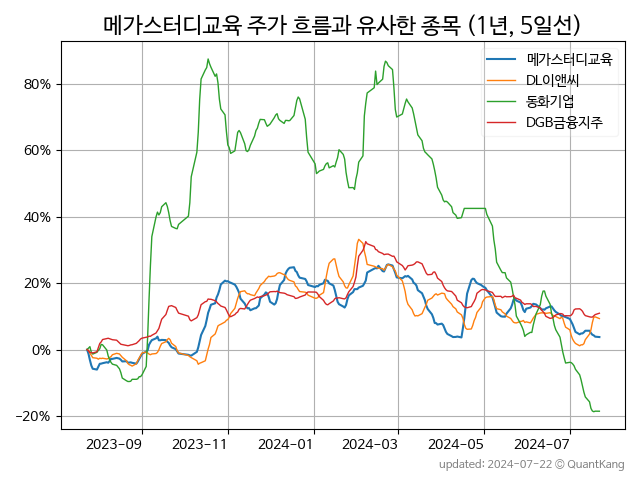 메가스터디교육 주가 흐름과 유사한 종목 (1년, 5일선)
메가스터디교육
DL이앤씨
동화기업
DGB금융지주
80%
60%
40%
20%
0%
−20%
2023-09
2023-11
2024-01
2024-03
2024-05
2024-07
updated: 2024-07-22 © QuantKang